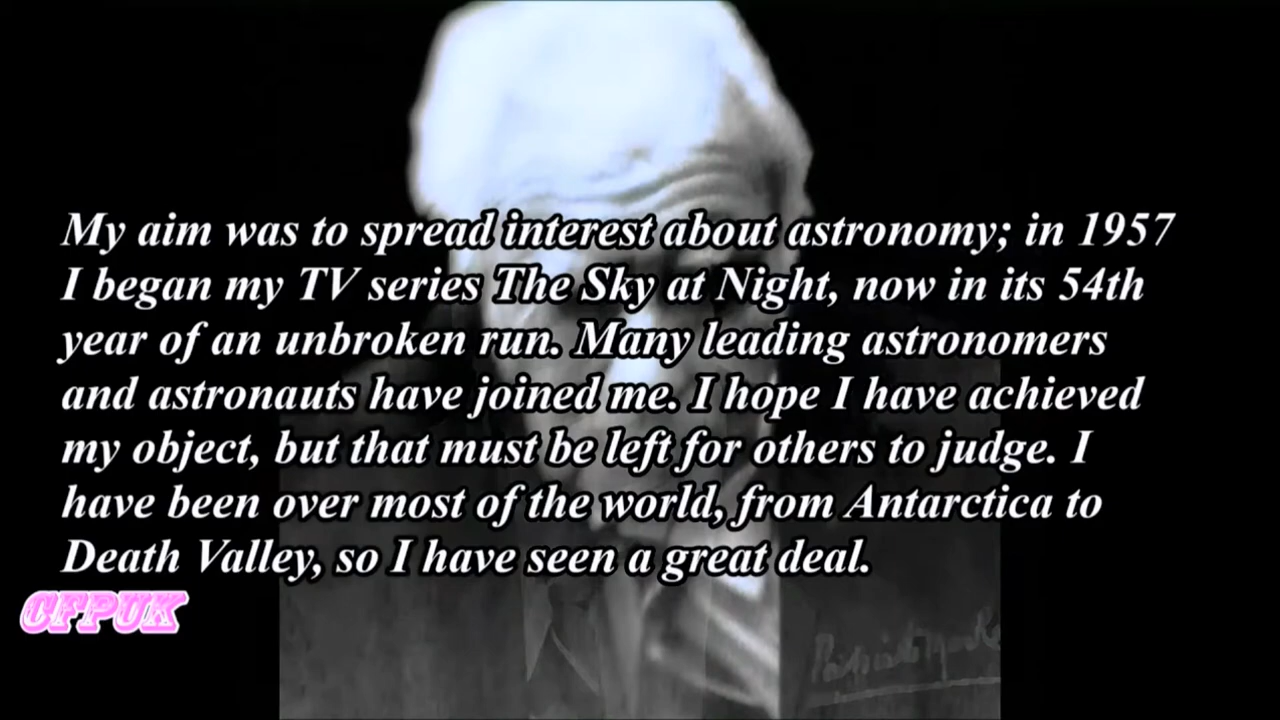 My aim was to spread interest about astronomy; in 1957
I began my TV series The Sky at Night, now in its 54th
year of an unbroken run. Many leading astronomers
and astronauts have joined me. I hope I have achieved
my object, but that must be left for others to judge. I
have been over most of the world, from Antarctica to
Death Valley, so I have seen a great deal.
CFPUK